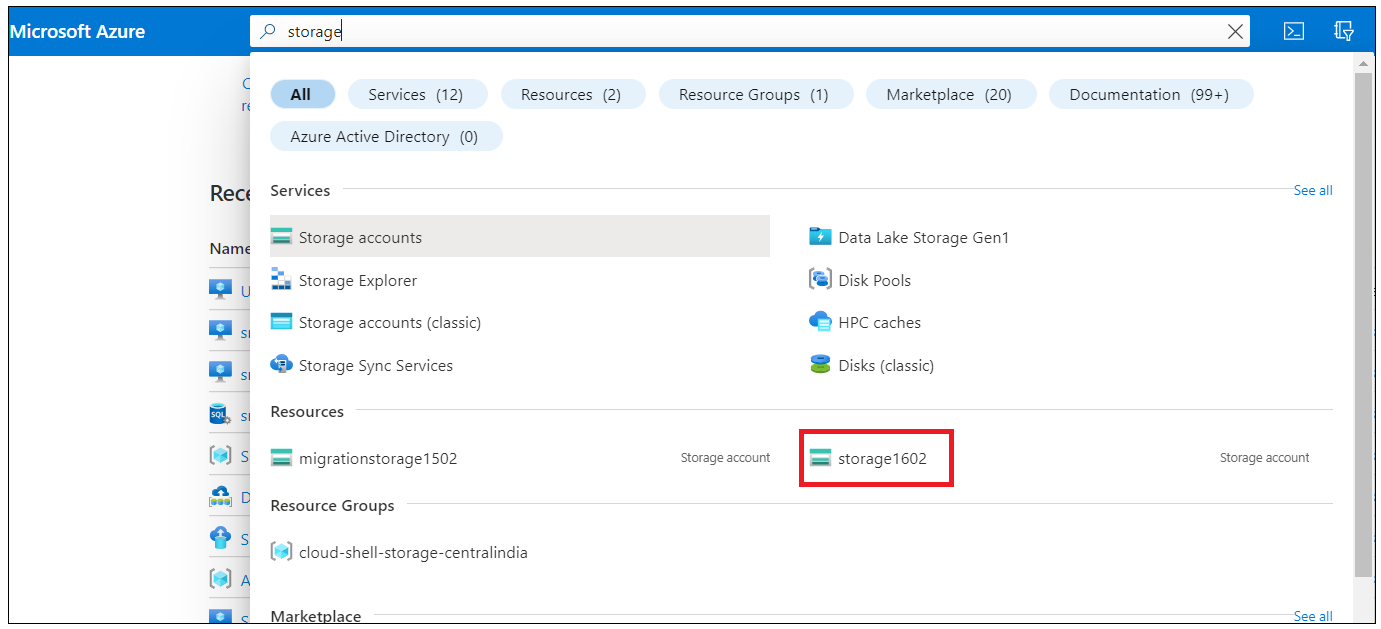 Microsoft Azure
storage
All
Services (12)
Resources (2)
Resource Groups (1)
Marketplace (20)
Documentation (99+)
Azure Active Directory (0)
Rece
Name
Services
See all
Storage accounts
Data Lake Storage Gen1
Storage Explorer
Disk Pools
Storage accounts (classic)
HPC caches
Storage Sync Services
Disks (classic)
Resources
migrationstorage1502
Storage account
storage1602
Storage account
Resource Groups
cloud-shell-storage-centralindia
Marketplace
See all
SQL